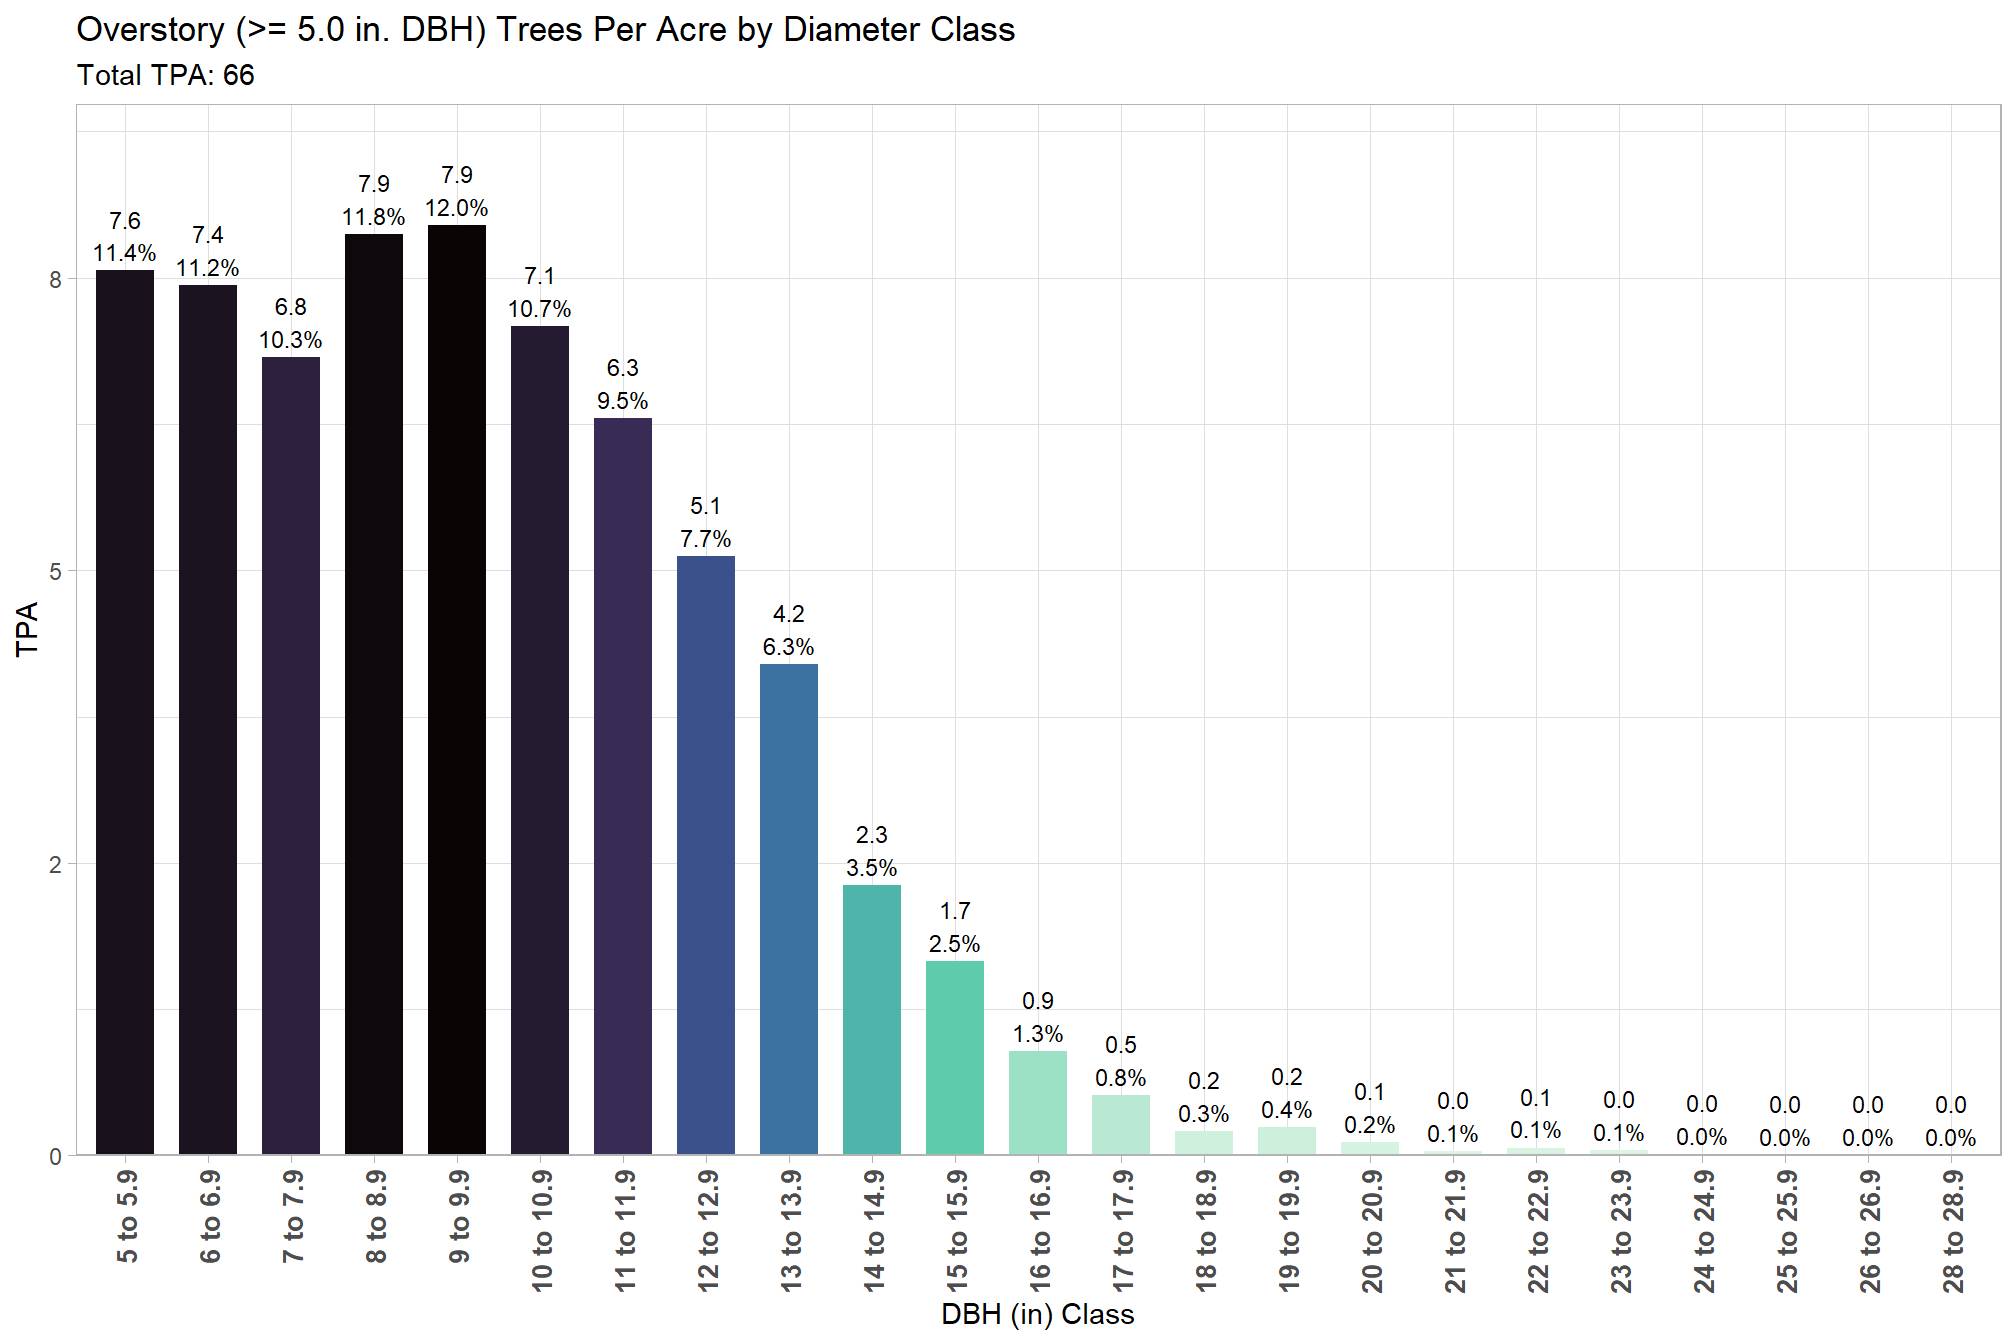 Overstory (>= 5.0 in. DBH) Trees Per Acre by Diameter Class
Total TPA: 66
TPA
8
5
2
0
7.6
11.4%
7.4
11.2%
6.8
10.3%
7.9
11.8%
7.9
12.0%
7.1
10.7%
6.3
9.5%
5.1
7.7%
4.2
6.3%
2.3
3.5%
1.7
2.5%
0.9
1.3%
0.5
0.8%
0.2
0.3%
0.2
0.4%
0.1
0.2%
0.0
0.1%
0.1
0.1%
0.0
0.1%
0.0
0.0%
0.0
0.0%
0.0
0.0%
0.0
0.0%
5 to 5.9
6 to 6.9
7 to 7.9
8 to 8.9
9 to 9.9
10 to 10.9
11 to 11.9
12 to 12.9
13 to 13.9
14 to 14.9
15 to 15.9
16 to 16.9
17 to 17.9
18 to 18.9
19 to 19.9
20 to 20.9
21 to 21.9
22 to 22.9
23 to 23.9
24 to 24.9
25 to 25.9
26 to 26.9
28 to 28.9
DBH (in) Class